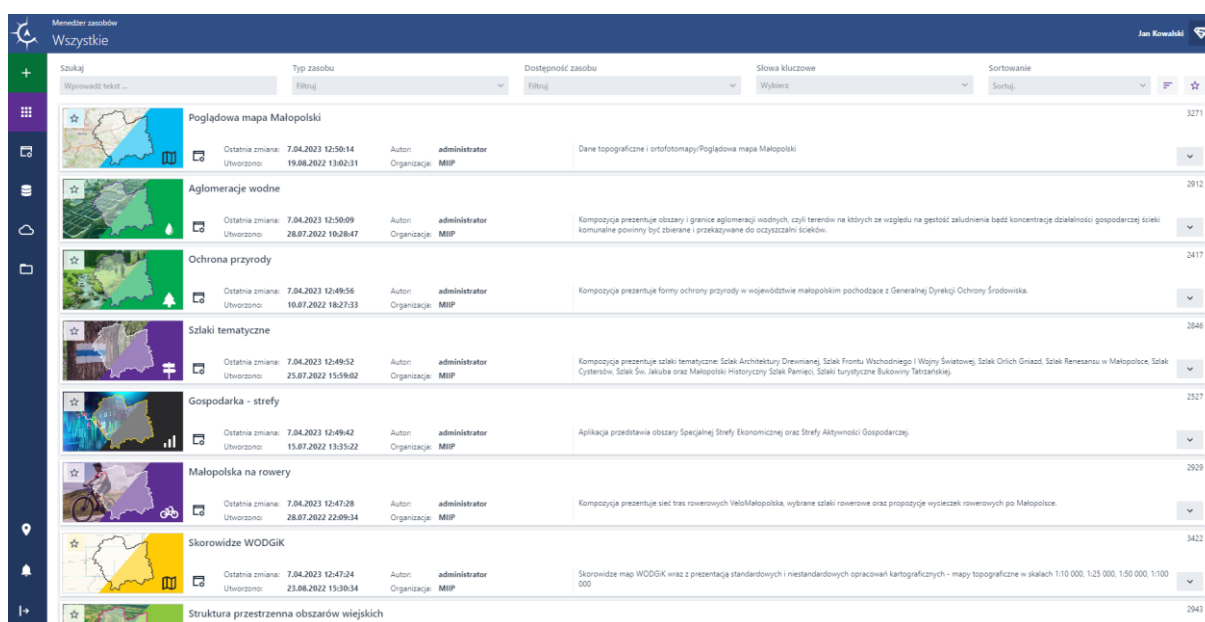 Menedżer zasobów
Wszystkie
Jan Kowalski
Szukaj
Typ zasobu
Dostępność zasobu
Słowa kluczowe
Sortowanie
Wprowadź tekst ...
Filtruj
Filtruj
Wybierz
Sortuj.
Poglądowa mapa Małopolski
3271
Ostatnia zmiana: 7.04.2023 12:50:14 Autor: administrator
Utworzono: 19.08.2022 13:02:31 Organizacja: MIIP
Dane topograficzne i ortofotomapy/Poglądowa mapa Małopolski
Aglomeracje wodne
2912
Ostatnia zmiana: 7.04.2023 12:50:09 Autor: administrator
Utworzono: 28.07.2022 10:28:47 Organizacja: MIIP
Kompozycja prezentuje obszary i granice aglomeracji wodnych, czyli terenów na których ze względu na gęstość zaludnienia bądź koncentrację działalności gospodarczej ścieki
komunalne powinny być zbierane i przekazywane do oczyszczalni ścieków.
Ochrona przyrody
2417
Ostatnia zmiana: 7.04.2023 12:49:56 Autor: administrator
Utworzono: 10.07.2022 18:27:33 Organizacja: MIIP
Kompozycja prezentuje formy ochrony przyrody w województwie małopolskim pochodzące z Generalnej Dyrekcji Ochrony Środowiska.
Szlaki tematyczne
2846
Ostatnia zmiana: 7.04.2023 12:49:52 Autor: administrator
Utworzono: 25.07.2022 15:59:02 Organizacja: MIIP
Kompozycja prezentuje szlaki tematyczne: Szlak Architektury Drewnianej, Szlak Frontu Wschodniego I Wojny Światowej, Szlak Orlich Gniazd, Szlak Renesansu w Małopolsce, Szlak
Cystersów, Szlak Św. Jakuba oraz Małopolski Historyczny Szlak Pamięci, Szlaki turystyczne Bukowiny Tatrzańskiej.
Gospodarka - strefy
2527
Ostatnia zmiana: 7.04.2023 12:49:42 Autor: administrator
Utworzono: 15.07.2022 13:35:22 Organizacja: MIIP
Aplikacja przedstawia obszary Specjalnej Strefy Ekonomicznej oraz Strefy Aktywności Gospodarczej.
Małopolska na rowery
2929
Ostatnia zmiana: 7.04.2023 12:47:28 Autor: administrator
Utworzono: 28.07.2022 22:09:34 Organizacja: MIIP
Kompozycja prezentuje sieć tras rowerowych VeloMałopolska, wybrane szlaki rowerowe oraz propozycje wycieczek rowerowych po Małopolsce.
Skorowidze WODGiK
3422
Ostatnia zmiana: 7.04.2023 12:47:24 Autor: administrator
Utworzono: 23.08.2022 15:30:34 Organizacja: MIIP
Skorowidze map WODGiK wraz z prezentacją standardowych i niestandardowych opracowań kartograficznych - mapy topograficzne w skalach 1:10 000, 1:25 000, 1:50 000, 1:100
000
Struktura przestrzenna obszarów wiejskich
2943